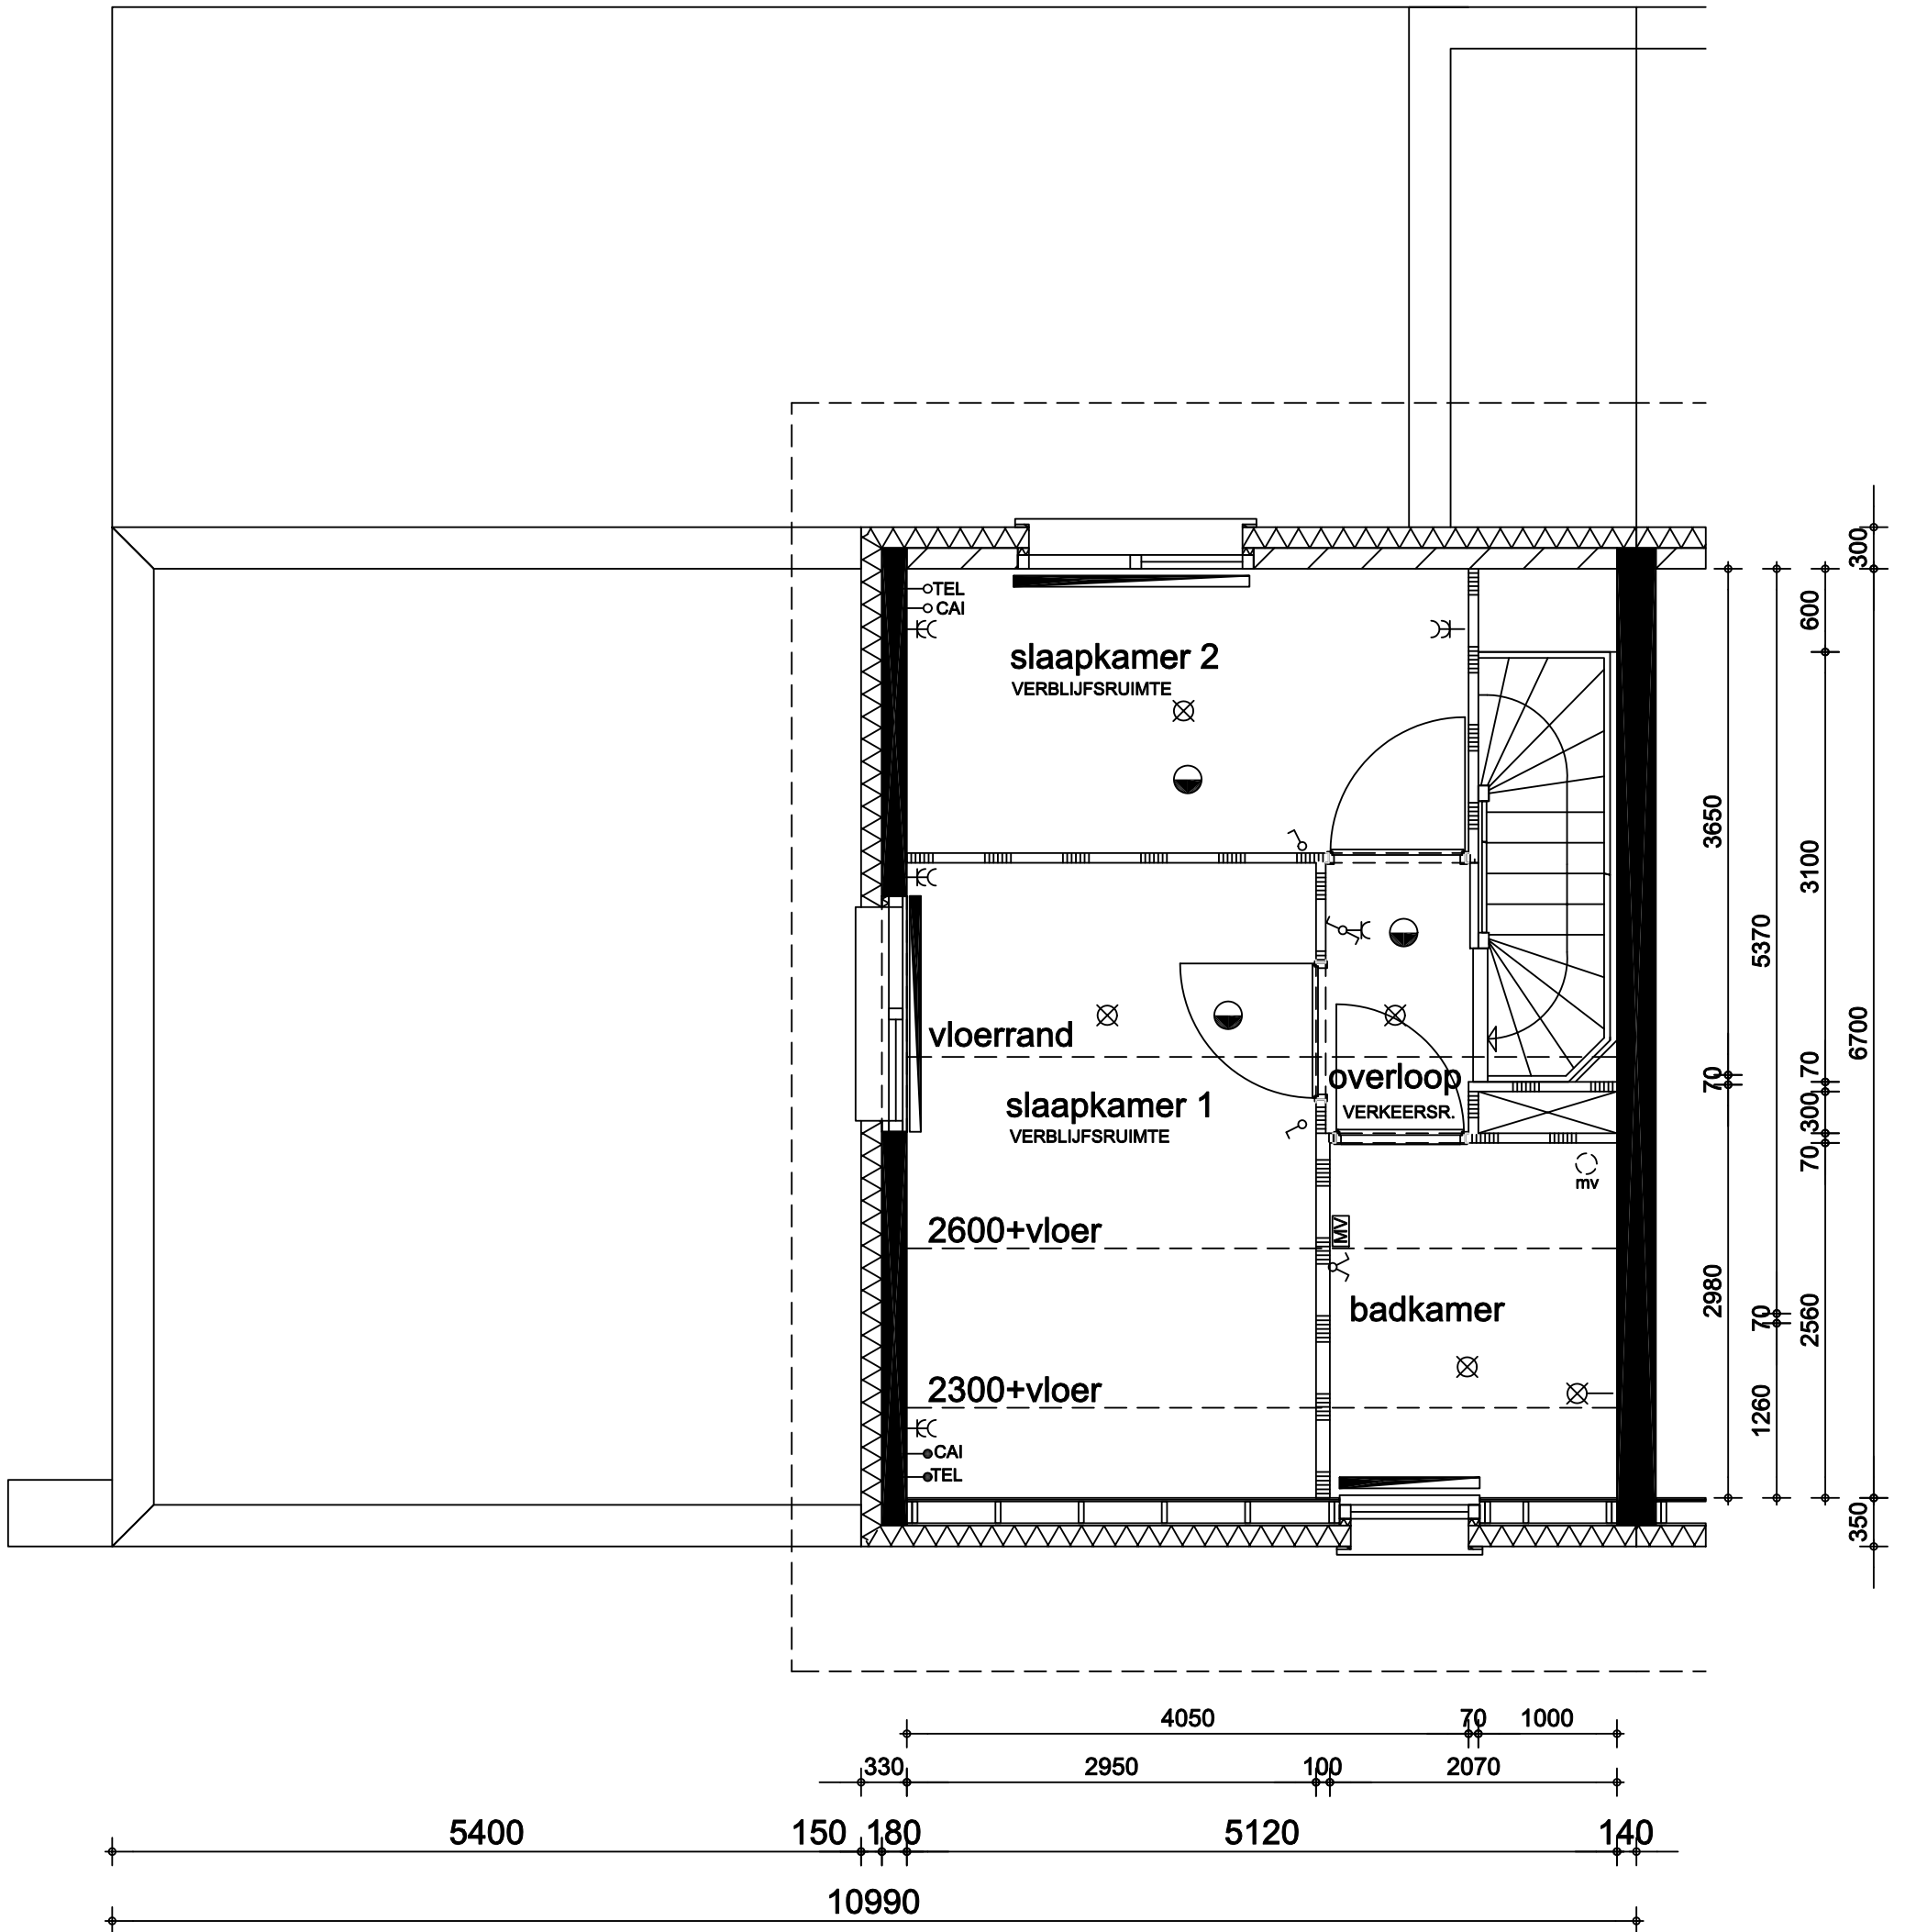 TEL
CAI
slaapkamer 2
VERBLIJFSRUIMTE
vloerrand
slaapkamer 1
VERBLIJFSRUIMTE
overloop
VERKEERSR.
mv
MV
2600+vloer
badkamer
2300+vloer
CAI
TEL
300
600
3650
3100
5370
6700
70
70
300
70
2980
70
2560
1260
350
4050 70 1000
330 2950 100 2070
5400 150 180 5120 140
10990